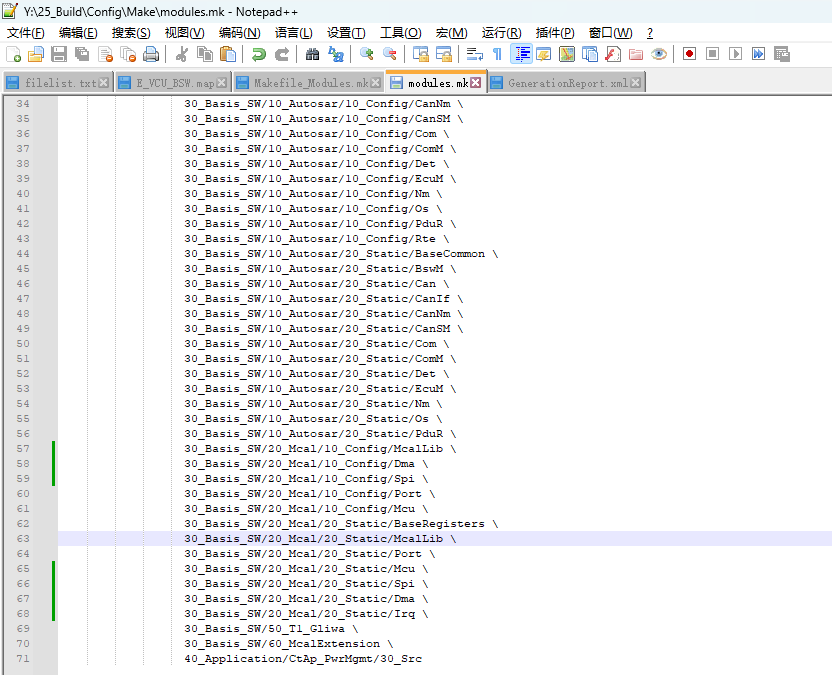 Y:\25_Build\Config\Make\modules.mk - Notepad++
文件(F) 编辑(E) 搜索(S) 视图(V) 编码(N) 语言(L) 设置(T) 工具(O) 宏(M) 运行(R) 插件(P) 窗口(W) ?
filelist.txt E_VCU_BSW.map Makefile_Modules.mk modules.mk GenerationReport.xml
34 30_Basis_SW/10_Autosar/10_Config/CanNm \
35 30_Basis_SW/10_Autosar/10_Config/CanSM \
36 30_Basis_SW/10_Autosar/10_Config/Com \
37 30_Basis_SW/10_Autosar/10_Config/ComM \
38 30_Basis_SW/10_Autosar/10_Config/Det \
39 30_Basis_SW/10_Autosar/10_Config/EcuM \
40 30_Basis_SW/10_Autosar/10_Config/Nm \
41 30_Basis_SW/10_Autosar/10_Config/Os \
42 30_Basis_SW/10_Autosar/10_Config/PduR \
43 30_Basis_SW/10_Autosar/10_Config/Rte \
44 30_Basis_SW/10_Autosar/20_Static/BaseCommon \
45 30_Basis_SW/10_Autosar/20_Static/BswM \
46 30_Basis_SW/10_Autosar/20_Static/Can \
47 30_Basis_SW/10_Autosar/20_Static/CanIf \
48 30_Basis_SW/10_Autosar/20_Static/CanNm \
49 30_Basis_SW/10_Autosar/20_Static/CanSM \
50 30_Basis_SW/10_Autosar/20_Static/Com \
51 30_Basis_SW/10_Autosar/20_Static/ComM \
52 30_Basis_SW/10_Autosar/20_Static/Det \
53 30_Basis_SW/10_Autosar/20_Static/EcuM \
54 30_Basis_SW/10_Autosar/20_Static/Nm \
55 30_Basis_SW/10_Autosar/20_Static/Os \
56 30_Basis_SW/10_Autosar/20_Static/PduR \
57 30_Basis_SW/20_Mcal/10_Config/McalLib \
58 30_Basis_SW/20_Mcal/10_Config/Dma \
59 30_Basis_SW/20_Mcal/10_Config/Spi \
60 30_Basis_SW/20_Mcal/10_Config/Port \
61 30_Basis_SW/20_Mcal/10_Config/Mcu \
62 30_Basis_SW/20_Mcal/20_Static/BaseRegisters \
63 30_Basis_SW/20_Mcal/20_Static/McalLib \
64 30_Basis_SW/20_Mcal/20_Static/Port \
65 30_Basis_SW/20_Mcal/20_Static/Mcu \
66 30_Basis_SW/20_Mcal/20_Static/Spi \
67 30_Basis_SW/20_Mcal/20_Static/Dma \
68 30_Basis_SW/20_Mcal/20_Static/Irq \
69 30_Basis_SW/50_T1_Gliwa \
70 30_Basis_SW/60_McalExtension \
71 40_Application/CtAp_PwrMgmt/30_Src